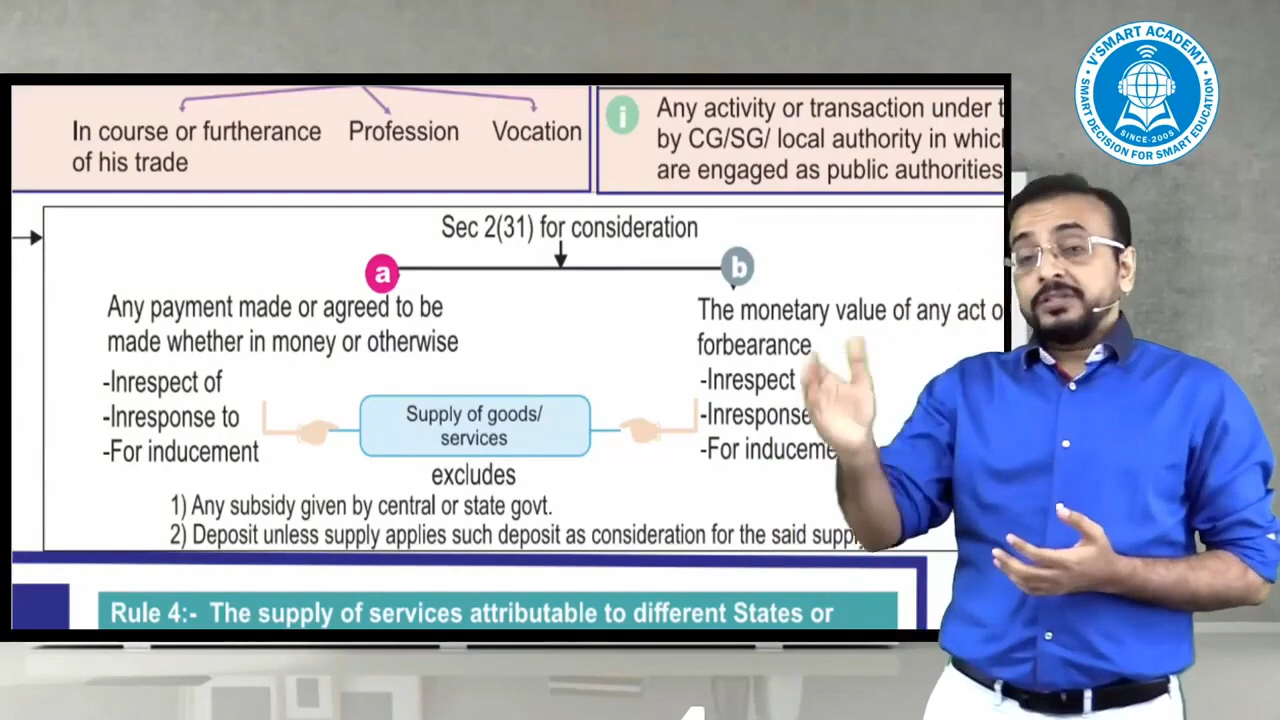 In course or furtherance
of his trade
Profession
Vocation
i
Any activity or transaction under
by CG/SG/ local authority in
are engaged as public authorities
Sec 2(31) for consideration
a
b
Any payment made or agreed to be
made whether in money or otherwise
-Inrespect of
-Inresponse to
-For inducement
The monetary value of any act
forbearance
-Inrespect
-Inresponse
-For
Supply of goods/
services
excludes
1) Any subsidy given by central or state govt.
2) Deposit unless supply applies such deposit as consideration for the said
Rule 4:- The supply of services attributable to different States or
V'SMART ACADEMY
SINCE-2005
SMART DECISION FOR SMART EDUCATION